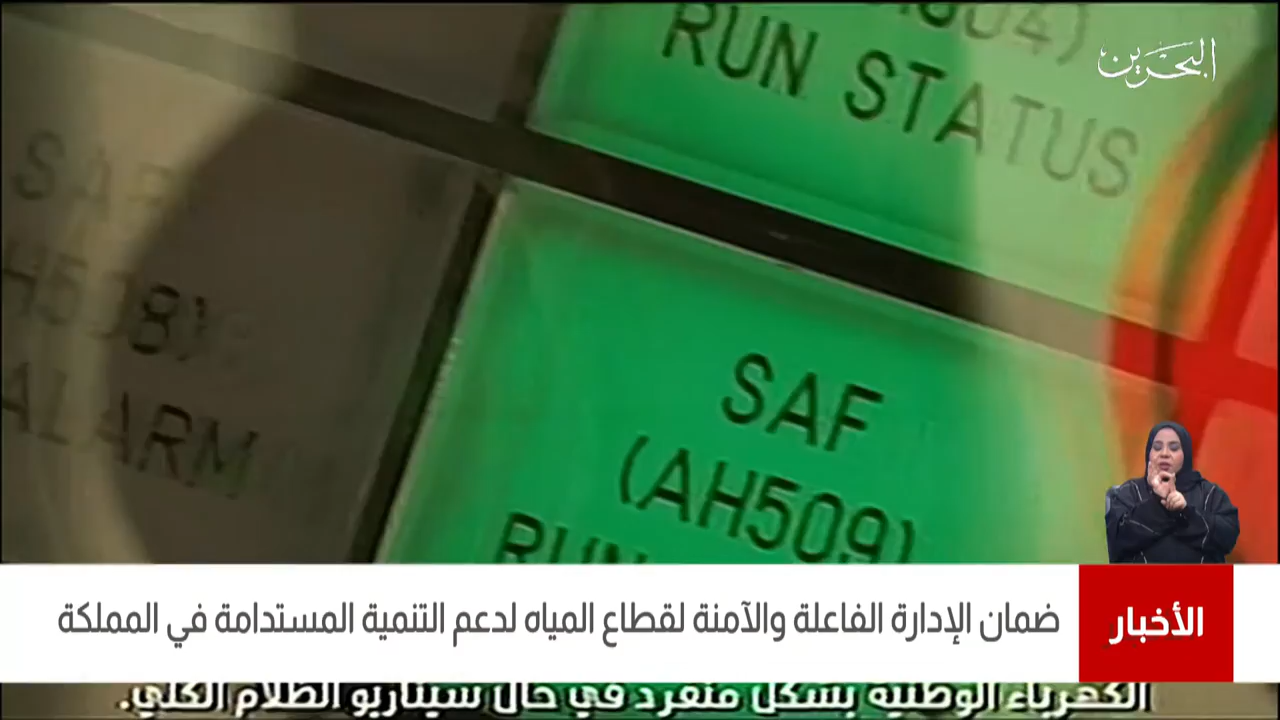 RUN STATUS
البحرين
ALARM
SAF
(AH509)
RUN
ضمان الإدارة الفاعلة والآمنة لقطاع المياه لدعم التنمية المستدامة في المملكة
الأخبار
الكهرباء الوطنية بشكل منفرد في حال سيناريو الظلام الكلي.